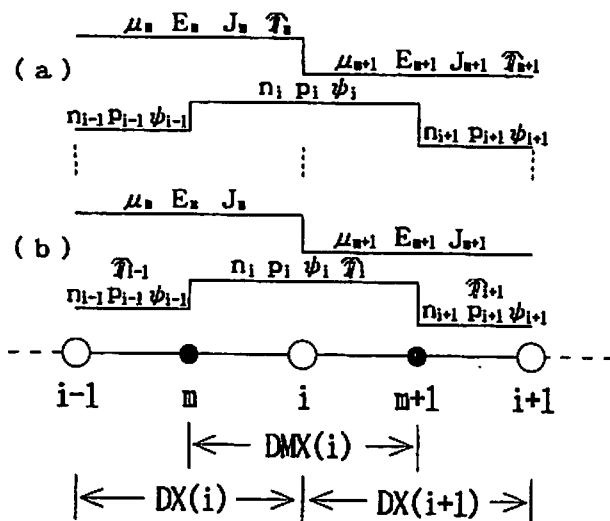 μₘ Eₘ Jₘ
(a)
μₘ₊₁ Eₘ₊₁ Jₘ₊₁
nᵢ pᵢ ψᵢ
nᵢ₋₁ pᵢ₋₁ ψᵢ₋₁
nᵢ₊₁ pᵢ₊₁ ψᵢ₊₁
μₘ Eₘ Jₘ
(b)
μₘ₊₁ Eₘ₊₁ Jₘ₊₁
nᵢ pᵢ ψᵢ
nᵢ₋₁ pᵢ₋₁ ψᵢ₋₁
nᵢ₊₁ pᵢ₊₁ ψᵢ₊₁
i-1 m i m+1 i+1
DMX(i)
DX(i) DX(i+1)